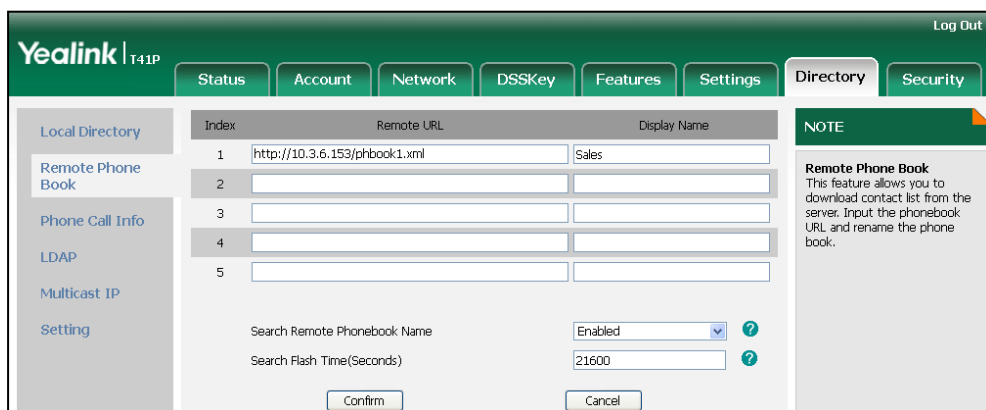 Log Out
Yealink | T41P
Status Account Network DSSKey Features Settings Directory Security
Local Directory
Remote Phone
Book
Phone Call Info
LDAP
Multicast IP
Setting
Index Remote URL Display Name
1 http://10.3.6.153/phbook1.xml Sales
2
3
4
5
Search Remote Phonebook Name Enabled ?
Search Flash Time(Seconds) 21600 ?
Confirm Cancel
NOTE
Remote Phone Book
This feature allows you to
download contact list from the
server. Input the phonebook
URL and rename the phone
book.